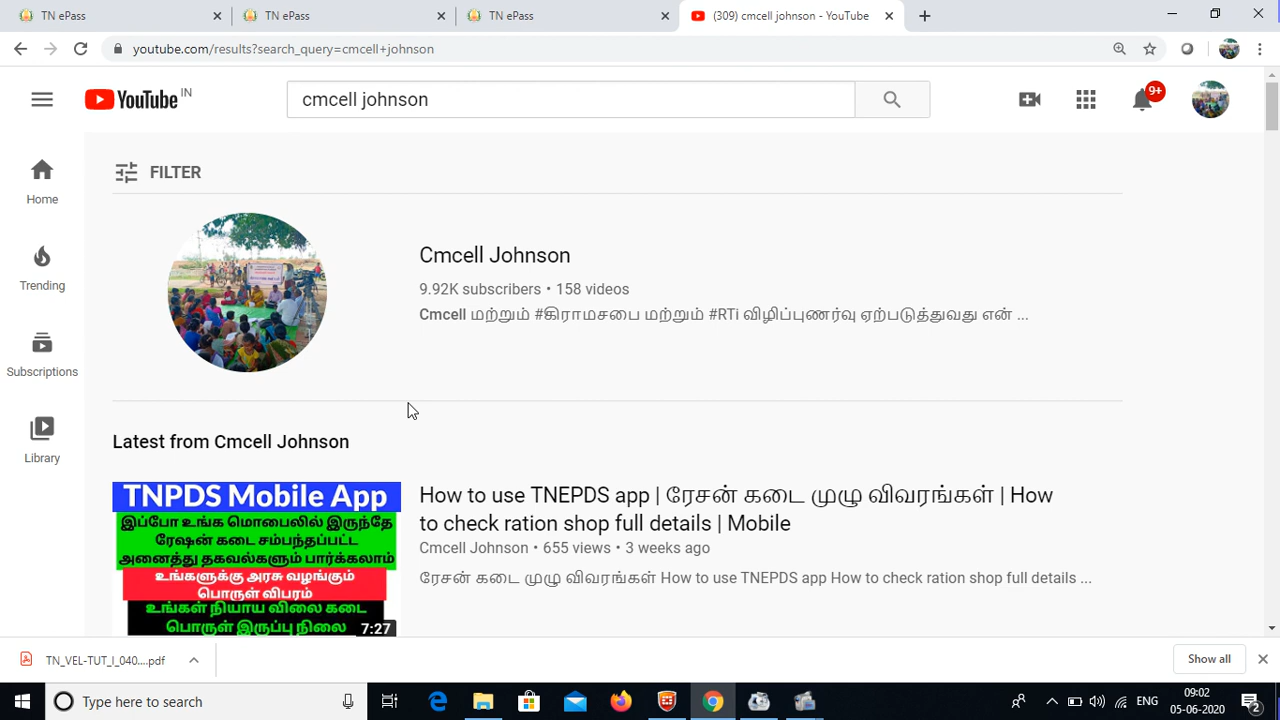 TN ePass
TN ePass
TN ePass
(309) cmcell johnson - YouTube
youtube.com/results?search_query=cmcell+johnson
YouTube IN
cmcell johnson
9+
Home
Trending
Subscriptions
Library
FILTER
Cmcell Johnson
9.92K subscribers • 158 videos
Cmcell மற்றும் #கிராமசபை மற்றும் #RTi விழிப்புணர்வு ஏற்படுத்துவது என் ...
Latest from Cmcell Johnson
TNPDS Mobile App
இப்போ உங்க மொபைலில் இருந்தே
ரேஷன் கடை சம்பந்தப்பட்ட
அனைத்து தகவல்களும் பார்க்கலாம்
உங்களுக்கு அரசு வழங்கும்
பொருள் விபரம்
உங்கள் நியாய விலை கடை
பொருள் இருப்பு நிலை
7:27
How to use TNEPDS app | ரேசன் கடை முழு விவரங்கள் | How
to check ration shop full details | Mobile
Cmcell Johnson • 655 views • 3 weeks ago
ரேசன் கடை முழு விவரங்கள் How to use TNEPDS app How to check ration shop full details ...
TN_VEL-TUT_I_040....pdf
Show all
Type here to search
ENG
09:02
05-06-2020
2